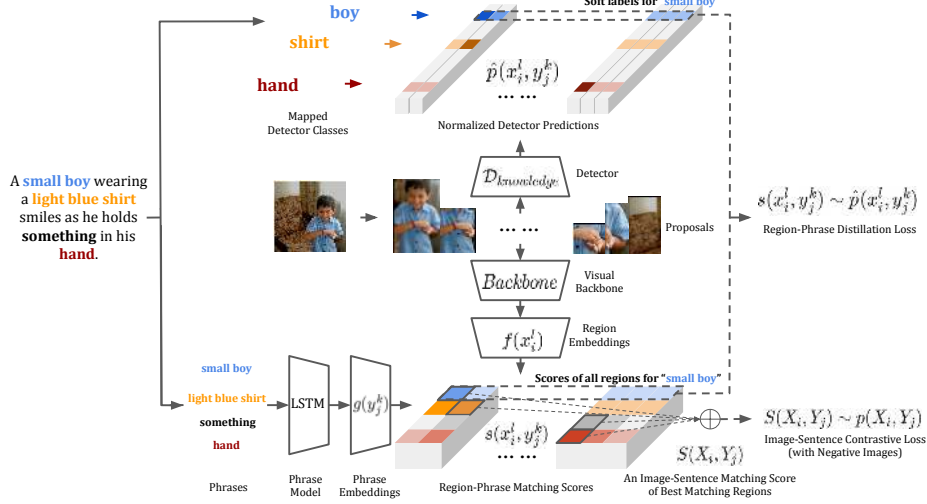 boy
Soft labels for "small boy"
shirt
hand
p̂(x_i^l, y_j^k)
... ...
Mapped
Detector Classes
Normalized Detector Predictions
A small boy wearing
a light blue shirt
smiles as he holds
something in his
hand.
D_knowledge
Detector
... ...
Proposals
s(x_i^l, y_j^k) ~ p̂(x_i^l, y_j^k)
Region-Phrase Distillation Loss
Backbone
Visual
Backbone
f(x_i^l)
Region
Embeddings
small boy
Scores of all regions for "small boy"
light blue shirt
LSTM
g(y_j^k)
something
hand
s(x_i^l, y_j^k)
... ...
S(X_i, Y_j)
S(X_i, Y_j) ~ p(X_i, Y_j)
Image-Sentence Contrastive Loss
(with Negative Images)
Phrases
Phrase
Model
Phrase
Embeddings
Region-Phrase Matching Scores
An Image-Sentence Matching Score
of Best Matching Regions